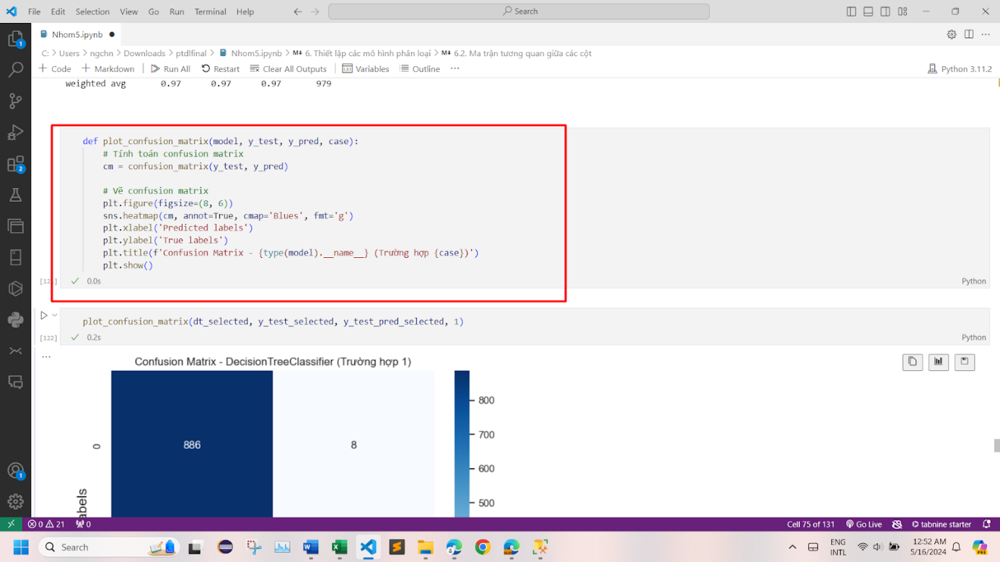 File Edit Selection View Go Run Terminal Help
Search
Nhom5.ipynb
C: > Users > ngchn > Downloads > ptdlfinal > Nhom5.ipynb > M↓ 6. Thiết lập các mô hình phân loại > M↓ 6.2. Ma trận tương quan giữa các cột
+ Code + Markdown Run All Restart Clear All Outputs Variables Outline ... Python 3.11.2
weighted avg 0.97 0.97 0.97 979
def plot_confusion_matrix(model, y_test, y_pred, case):
# Tính toán confusion matrix
cm = confusion_matrix(y_test, y_pred)
# Vẽ confusion matrix
plt.figure(figsize=(8, 6))
sns.heatmap(cm, annot=True, cmap='Blues', fmt='g')
plt.xlabel('Predicted labels')
plt.ylabel('True labels')
plt.title(f'Confusion Matrix - {type(model).__name__} (Trường hợp {case})')
plt.show()
0.0s
Python
plot_confusion_matrix(dt_selected, y_test_selected, y_test_pred_selected, 1)
[122] 0.2s
Python
Confusion Matrix - DecisionTreeClassifier (Trường hợp 1)
800
700
600
500
0
886
8
0 21 0
Cell 75 of 131 Go Live tabnine starter
Search
ENG
INTL
12:52 AM
5/16/2024